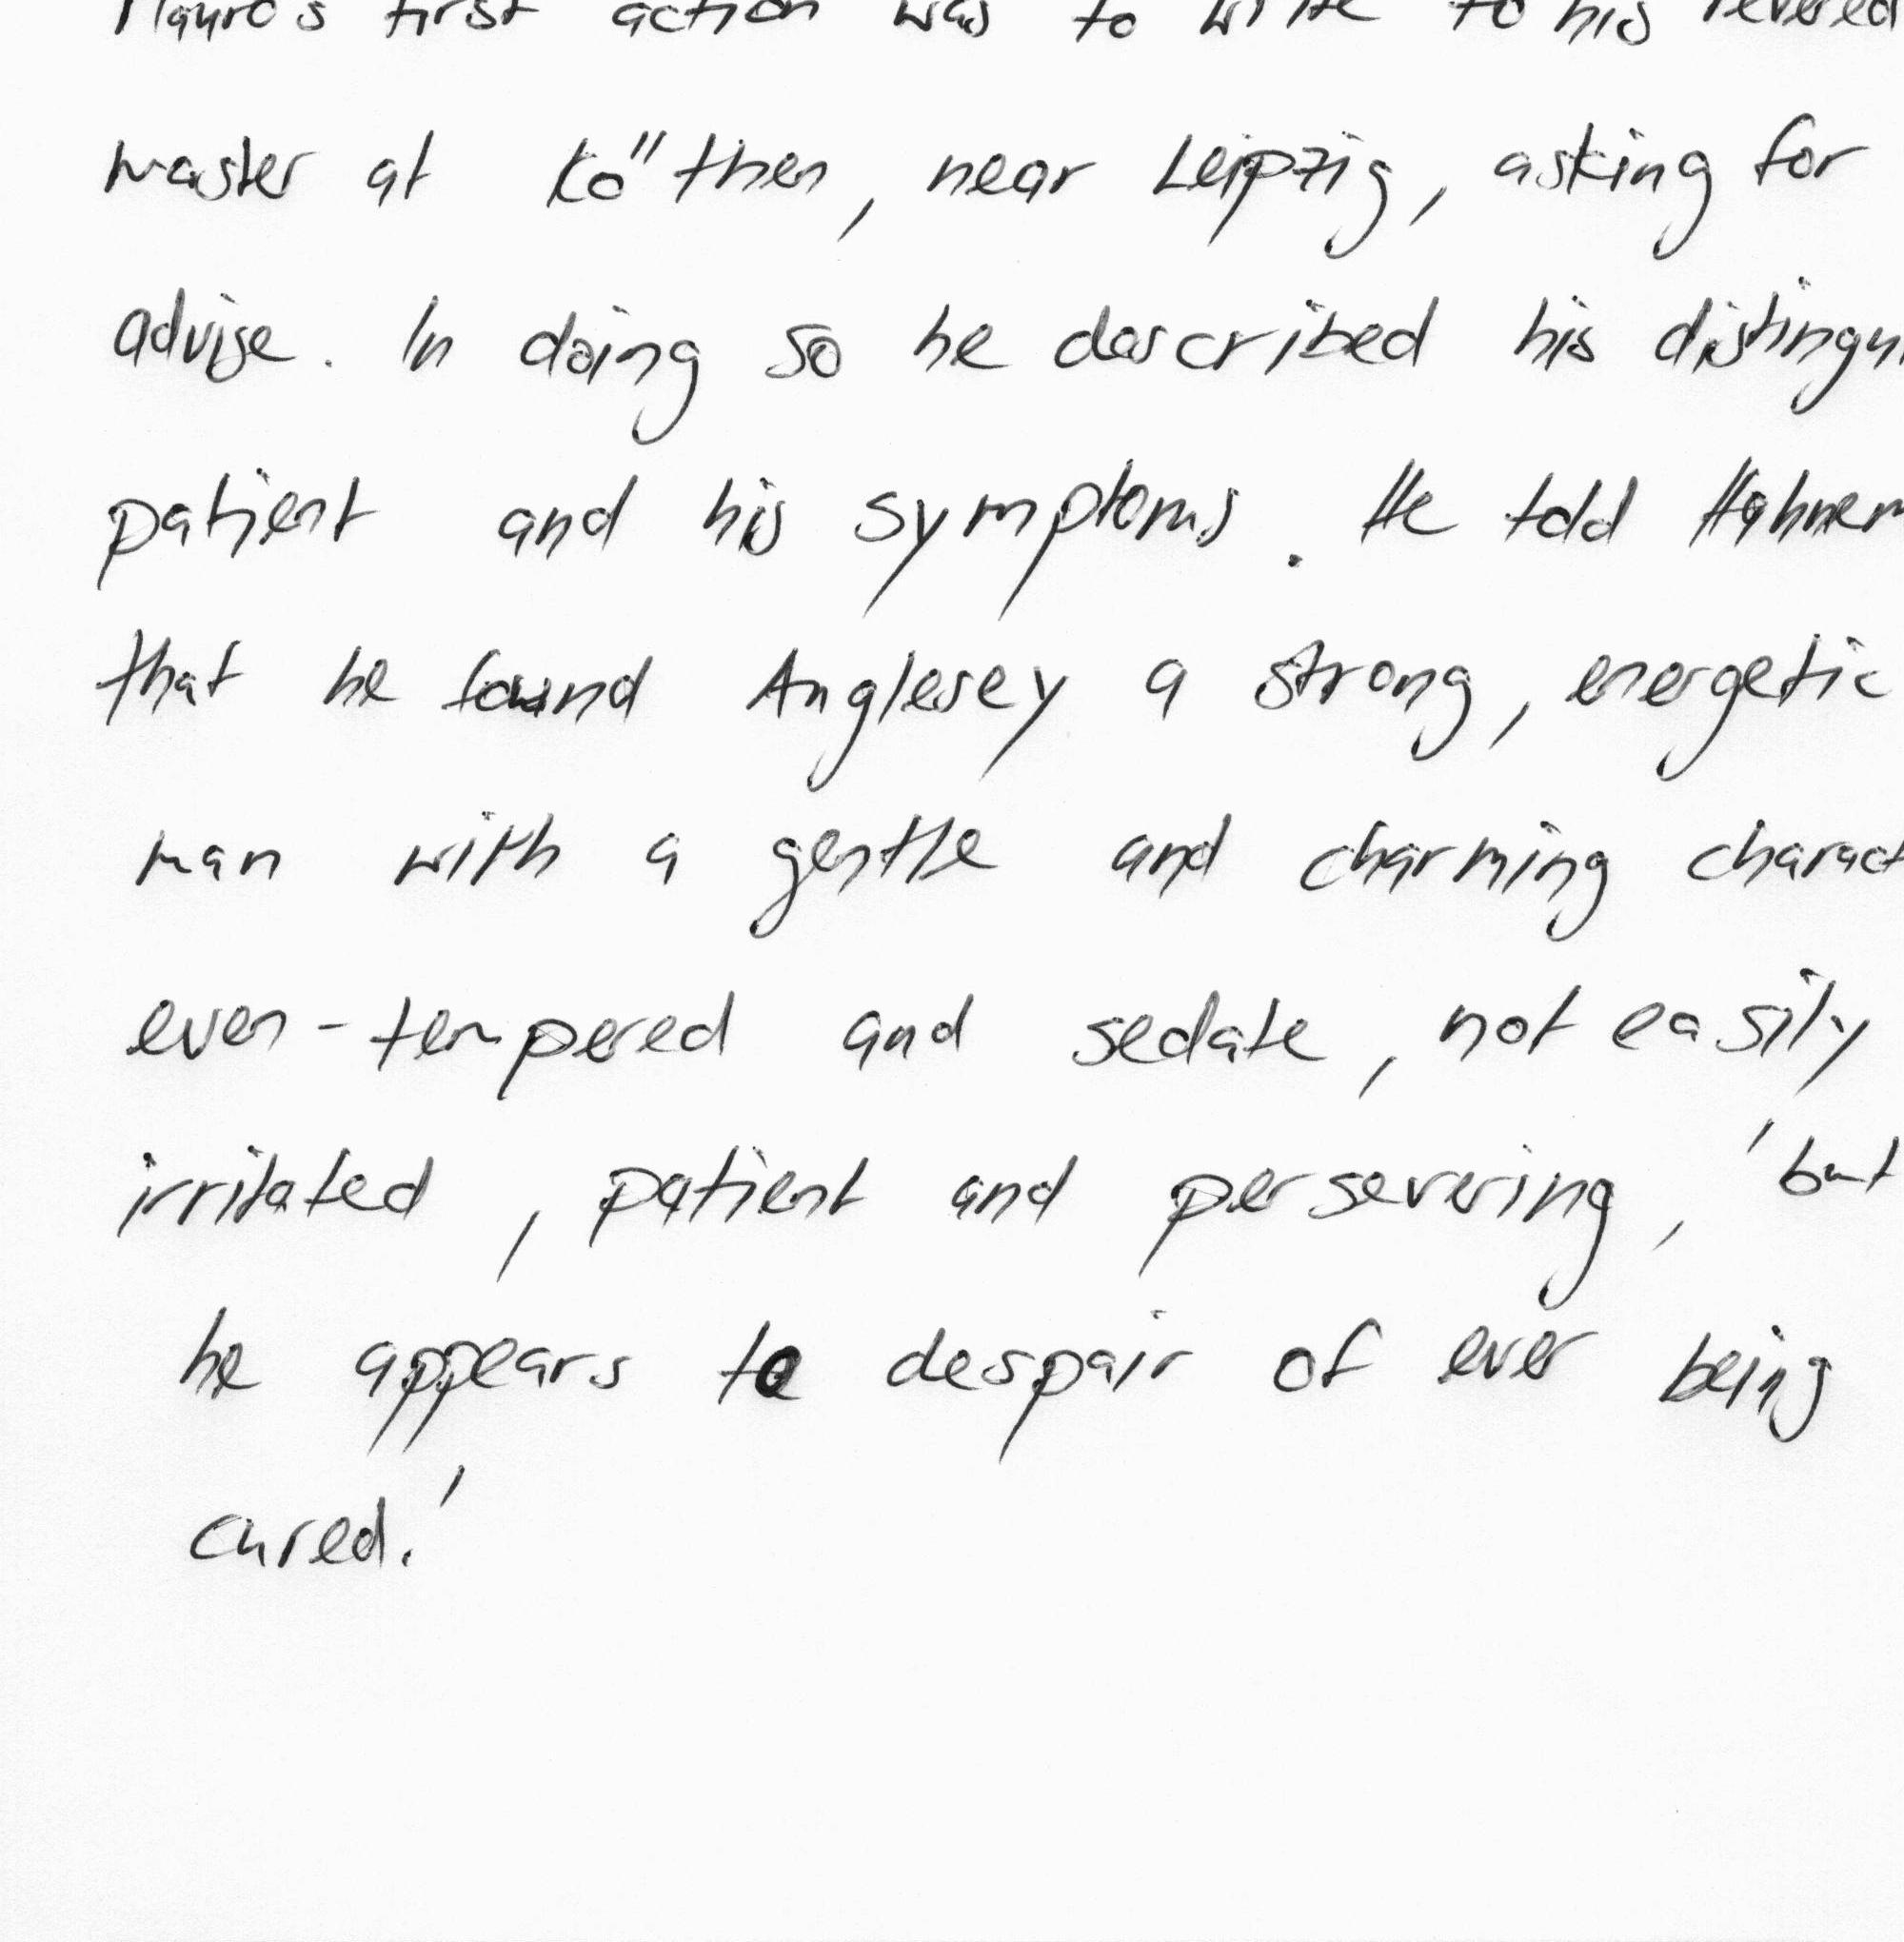 Mauro's first action was to write to his revered
master at Kö"then, near Leipzig, asking for
advise. In doing so he described his distingui
patient and his symptoms. He told Hahnem
that he found Anglesey a strong, energetic
man with a gentle and charming charact
even-tempered and sedate, not easily
irritated, patient and persevering, 'but
he appears to despair of ever being
cured.'